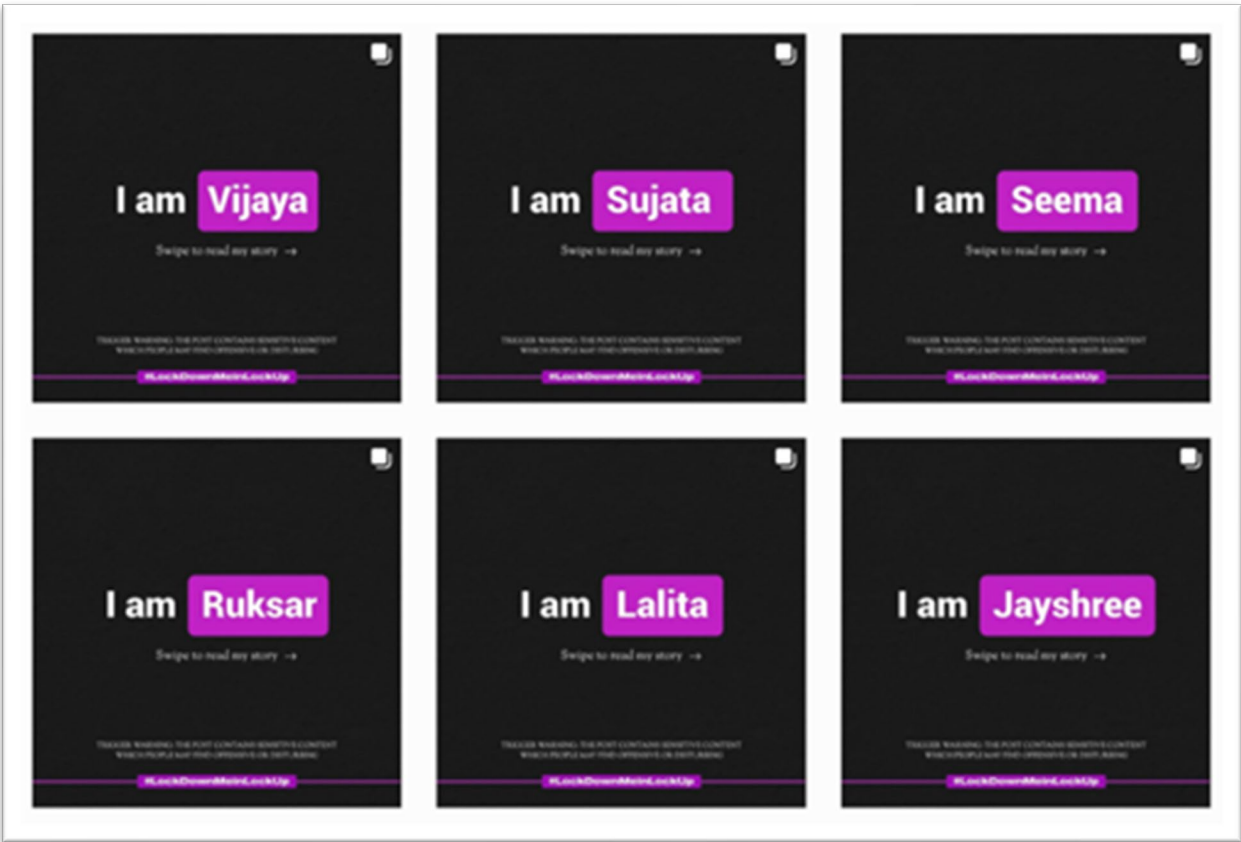 I am Vijaya
Swipe to read my story →
TRIGGER WARNING: THE POST CONTAINS SENSITIVE CONTENT
WHICH PEOPLE MAY FIND OFFENSIVE OR DISTURBING
#LockDownMeinLockUp
I am Sujata
Swipe to read my story →
TRIGGER WARNING: THE POST CONTAINS SENSITIVE CONTENT
WHICH PEOPLE MAY FIND OFFENSIVE OR DISTURBING
#LockDownMeinLockUp
I am Seema
Swipe to read my story →
TRIGGER WARNING: THE POST CONTAINS SENSITIVE CONTENT
WHICH PEOPLE MAY FIND OFFENSIVE OR DISTURBING
#LockDownMeinLockUp
I am Ruksar
Swipe to read my story →
TRIGGER WARNING: THE POST CONTAINS SENSITIVE CONTENT
WHICH PEOPLE MAY FIND OFFENSIVE OR DISTURBING
#LockDownMeinLockUp
I am Lalita
Swipe to read my story →
TRIGGER WARNING: THE POST CONTAINS SENSITIVE CONTENT
WHICH PEOPLE MAY FIND OFFENSIVE OR DISTURBING
#LockDownMeinLockUp
I am Jayshree
Swipe to read my story →
TRIGGER WARNING: THE POST CONTAINS SENSITIVE CONTENT
WHICH PEOPLE MAY FIND OFFENSIVE OR DISTURBING
#LockDownMeinLockUp